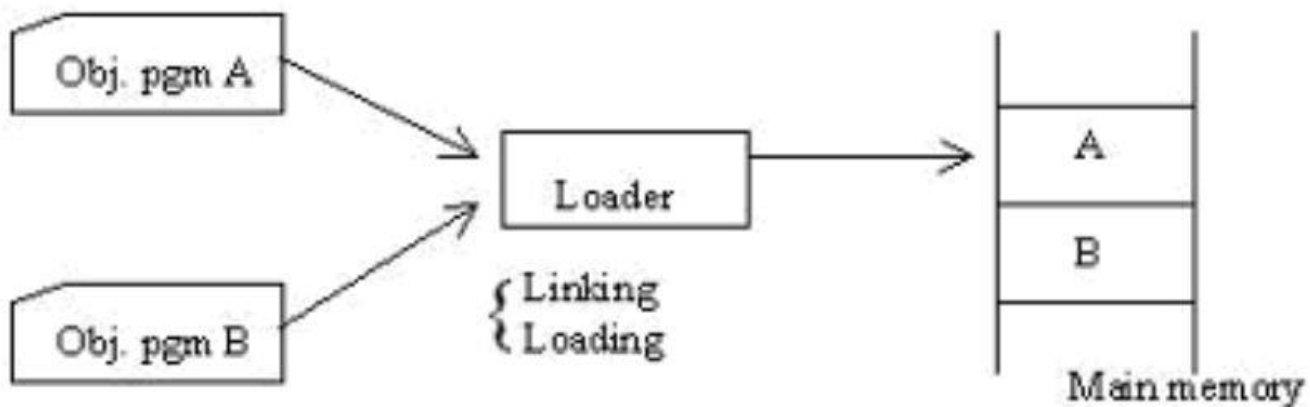 Obj. pgm A
Obj. pgm B
Loader
Linking
Loading
A
B
Main memory